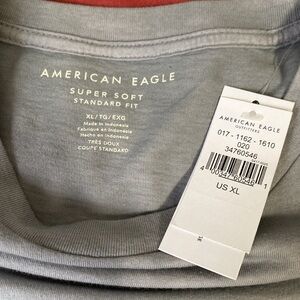 AMERICAN EAGLE
SUPER SOFT
STANDARD FIT
XL/TG/EXG
Made in Indonesia
Fabriqué en Indonésie
Hecho en Indonesia
TRÈS DOUX
COUPE STANDARD
AMERICAN EAGLE
OUTFITTERS
017 - 1162 - 1610
020
34760546
US XL